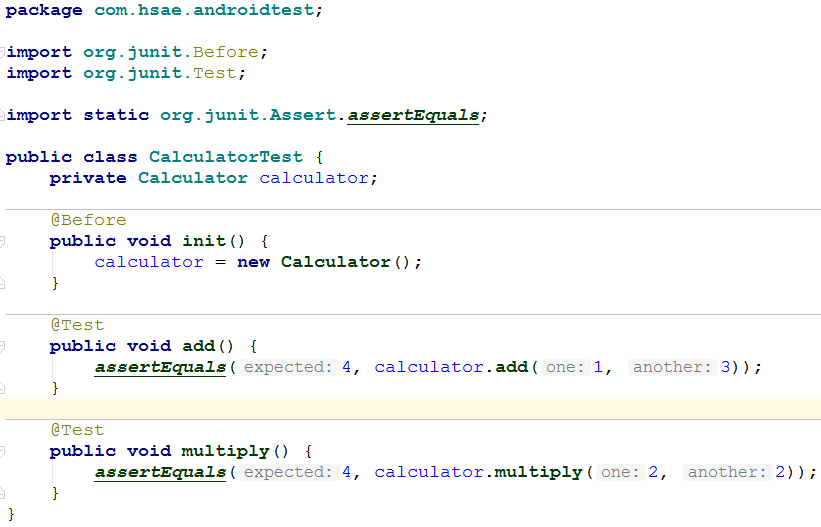 package com.hsae.androidtest;
import org.junit.Before;
import org.junit.Test;
import static org.junit.Assert.assertEquals;
public class CalculatorTest {
private Calculator calculator;
@Before
public void init() {
calculator = new Calculator();
}
@Test
public void add() {
assertEquals( expected: 4, calculator.add( one: 1, another: 3));
}
@Test
public void multiply() {
assertEquals( expected: 4, calculator.multiply( one: 2, another: 2));
}
}